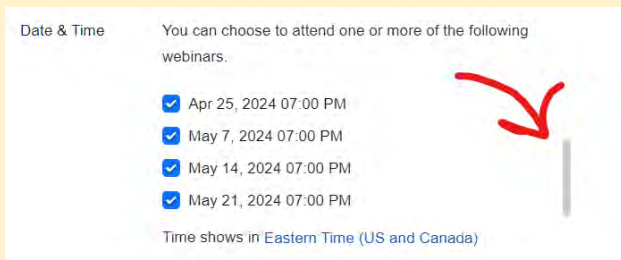 Date & Time
You can choose to attend one or more of the following
webinars.
Apr 25, 2024 07:00 PM
May 7, 2024 07:00 PM
May 14, 2024 07:00 PM
May 21, 2024 07:00 PM
Time shows in Eastern Time (US and Canada)